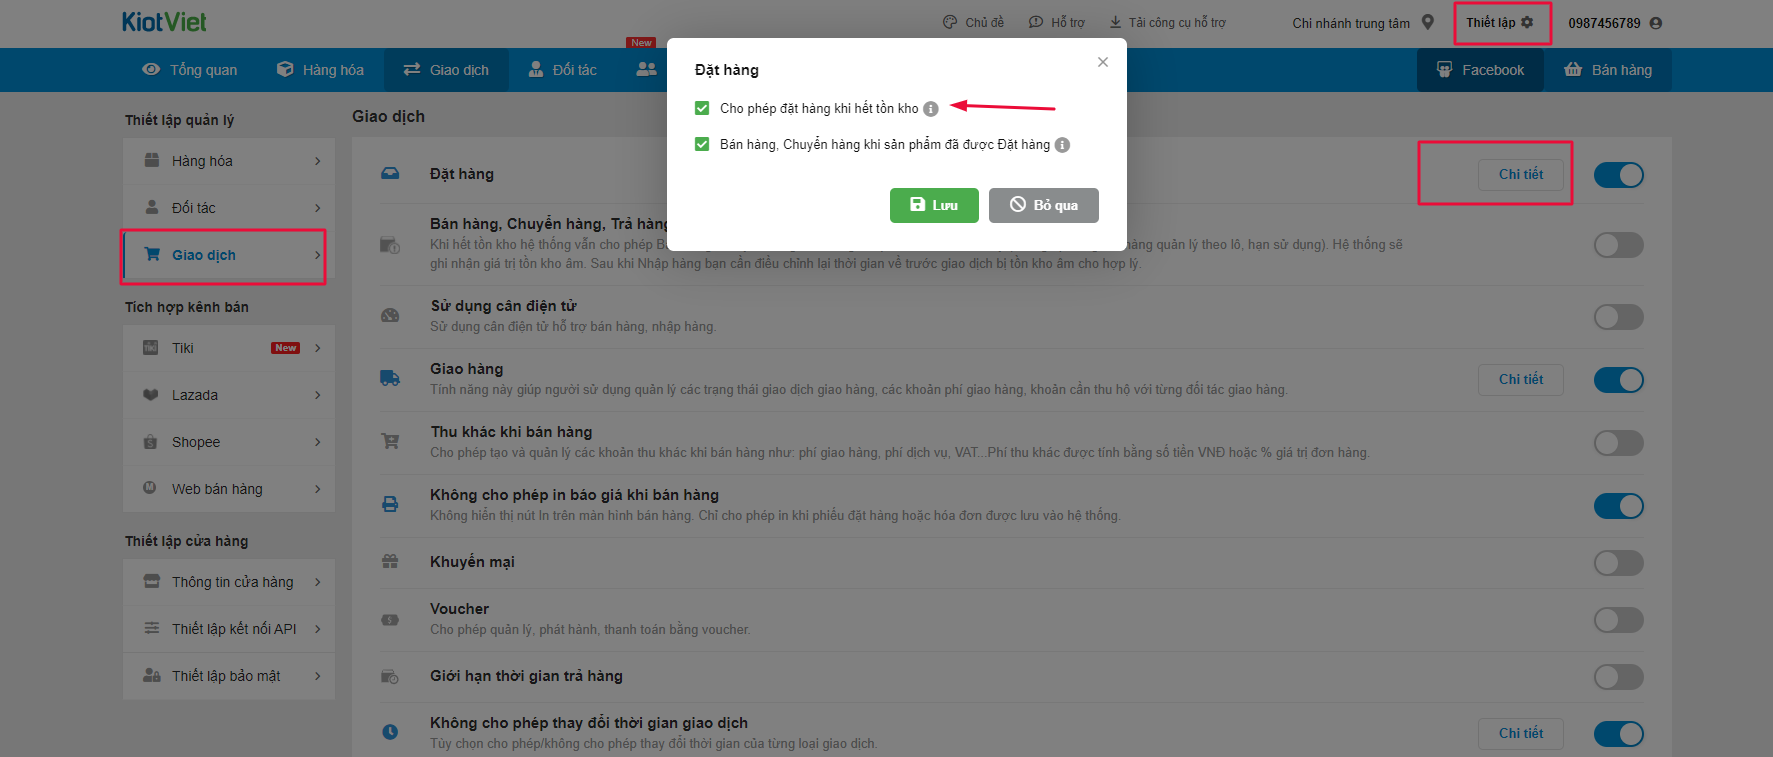 KiotViet
Chủ đề
Hỗ trợ
Tải công cụ hỗ trợ
Chi nhánh trung tâm
Thiết lập
0987456789
New
Tổng quan
Hàng hóa
Giao dịch
Đối tác
Facebook
Bán hàng
Đặt hàng
Cho phép đặt hàng khi hết tồn kho
Bán hàng, Chuyển hàng khi sản phẩm đã được Đặt hàng
Lưu
Bỏ qua
Thiết lập quản lý
Hàng hóa
Đối tác
Giao dịch
Tích hợp kênh bán
Tiki
New
Lazada
Shopee
Web bán hàng
Thiết lập cửa hàng
Thông tin cửa hàng
Thiết lập kết nối API
Thiết lập bảo mật
Giao dịch
Đặt hàng
Chi tiết
Bán hàng, Chuyển hàng, Trả hàng
Khi hết tồn kho hệ thống vẫn cho phép hàng quản lý theo lô, hạn sử dụng). Hệ thống sẽ
ghi nhận giá trị tồn kho âm. Sau khi Nhập hàng bạn cần điều chỉnh lại thời gian về trước giao dịch bị tồn kho âm cho hợp lý.
Sử dụng cân điện tử
Sử dụng cân điện tử hỗ trợ bán hàng, nhập hàng.
Giao hàng
Tính năng này giúp người sử dụng quản lý các trạng thái giao dịch giao hàng, các khoản phí giao hàng, khoản cần thu hộ với từng đối tác giao hàng.
Chi tiết
Thu khác khi bán hàng
Cho phép tạo và quản lý các khoản thu khác khi bán hàng như: phí giao hàng, phí dịch vụ, VAT...Phí thu khác được tính bằng số tiền VNĐ hoặc % giá trị đơn hàng.
Không cho phép in báo giá khi bán hàng
Không hiển thị nút In trên màn hình bán hàng. Chỉ cho phép in khi phiếu đặt hàng hoặc hóa đơn được lưu vào hệ thống.
Khuyến mại
Voucher
Cho phép quản lý, phát hành, thanh toán bằng voucher.
Giới hạn thời gian trả hàng
Không cho phép thay đổi thời gian giao dịch
Tùy chọn cho phép/không cho phép thay đổi thời gian của từng loại giao dịch.
Chi tiết